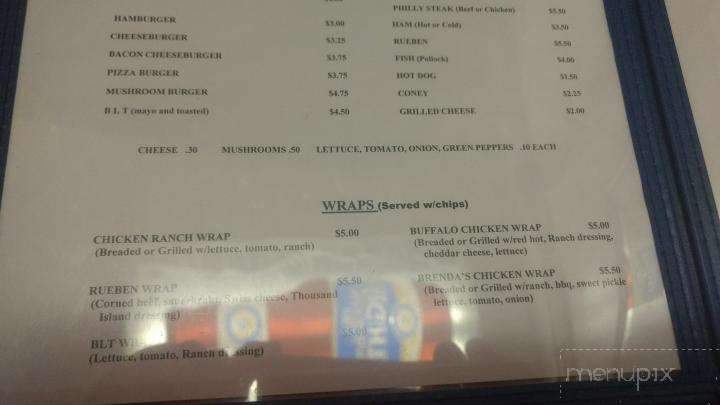 HAMBURGER $3.00
CHEESEBURGER $3.25
BACON CHEESEBURGER $3.75
PIZZA BURGER $3.75
MUSHROOM BURGER $4.75
B L T (mayo and toasted) $4.50
PHILLY STEAK (Beef or Chicken) $5.50
HAM (Hot or Cold) $3.50
RUEBEN $5.50
FISH (Pollock) $4.00
HOT DOG $1.50
CONEY $2.25
GRILLED CHEESE $2.00
CHEESE .30 MUSHROOMS .50 LETTUCE, TOMATO, ONION, GREEN PEPPERS .10 EACH
WRAPS (Served w/chips)
CHICKEN RANCH WRAP $5.00
(Breaded or Grilled w/lettuce, tomato, ranch)
RUEBEN WRAP $5.50
(Corned beef, sauerkraut, Swiss cheese, Thousand
Island dressing)
BLT WRAP $5.00
(Lettuce, tomato, Ranch dressing)
BUFFALO CHICKEN WRAP $5.00
(Breaded or Grilled w/red hot, Ranch dressing,
cheddar cheese, lettuce)
BRENDA'S CHICKEN WRAP $5.50
(Breaded or Grilled w/ranch, bbq, sweet pickle
lettuce, tomato, onion)
menupix